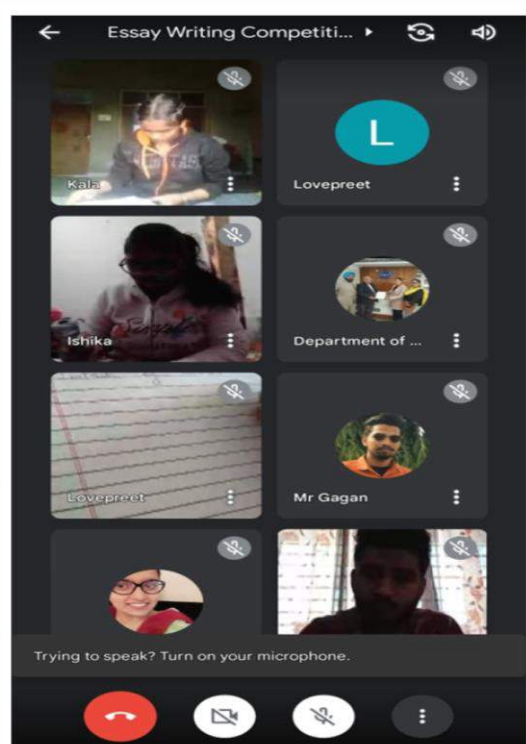 Essay Writing Competiti...
Kala
L
Lovepreet
Ishika
Department of ...
Lovepreet
Mr Gagan
Trying to speak? Turn on your microphone.